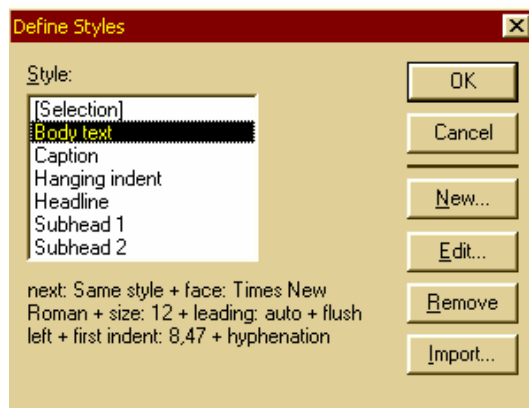 Define Styles
Style:
[Selection]
Body text
Caption
Hanging indent
Headline
Subhead 1
Subhead 2
next: Same style + face: Times New
Roman + size: 12 + leading: auto + flush
left + first indent: 8,47 + hyphenation
OK
Cancel
New...
Edit...
Remove
Import...